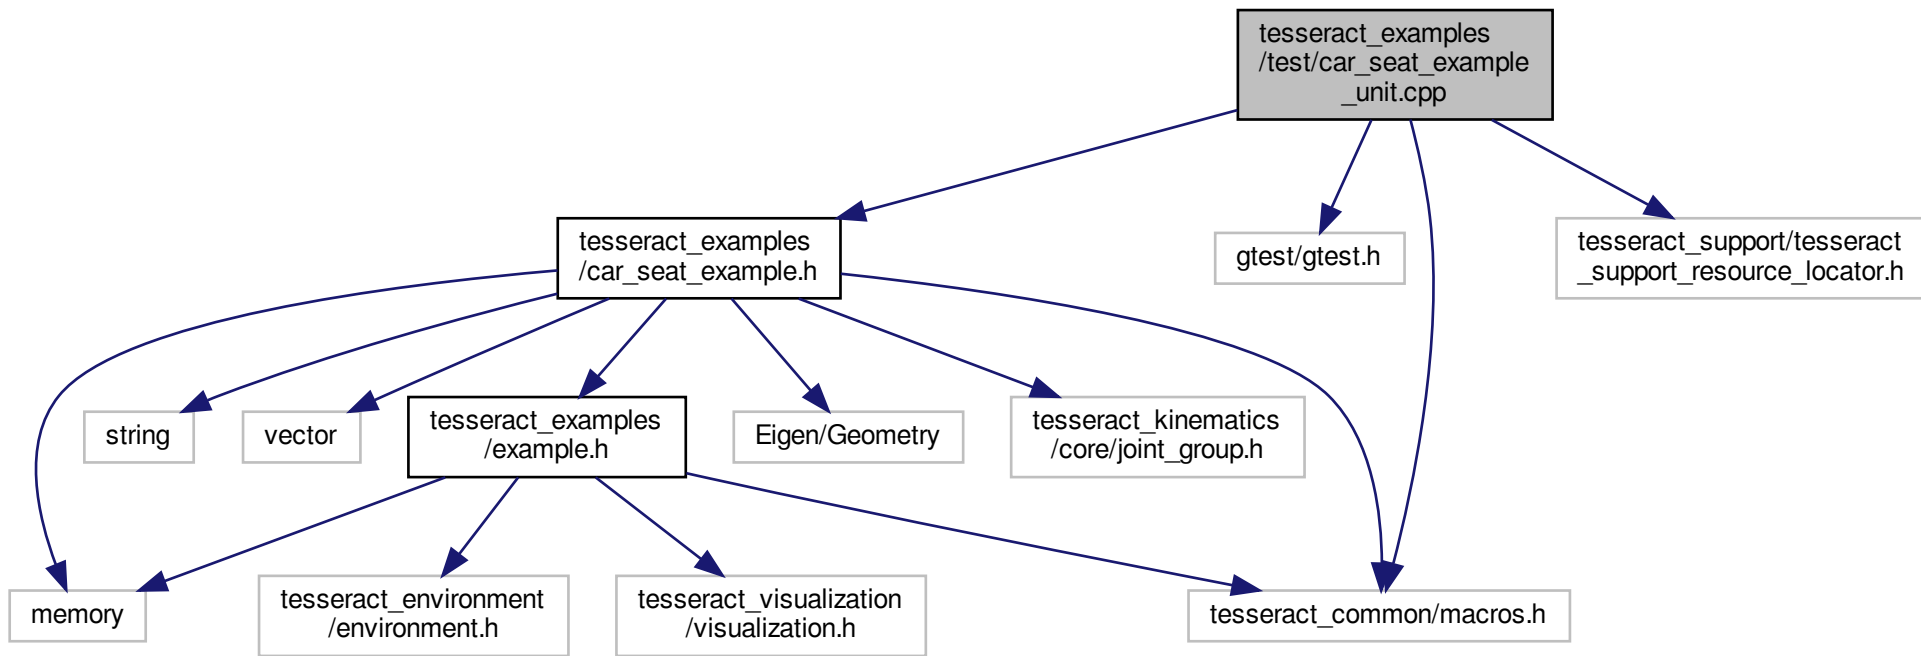 tesseract_examples
/test/car_seat_example
_unit.cpp
tesseract_examples
/car_seat_example.h
gtest/gtest.h
tesseract_support/tesseract
_support_resource_locator.h
string
vector
tesseract_examples
/example.h
Eigen/Geometry
tesseract_kinematics
/core/joint_group.h
memory
tesseract_environment
/environment.h
tesseract_visualization
/visualization.h
tesseract_common/macros.h